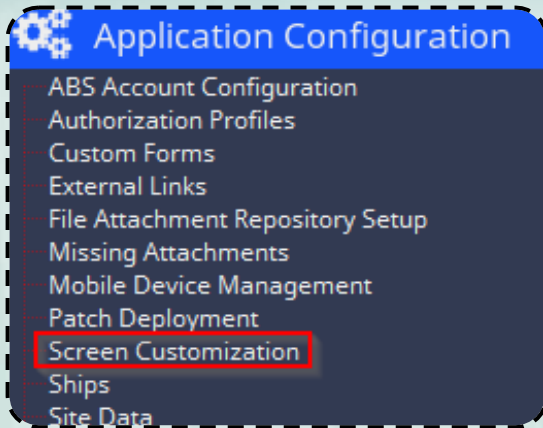 Application Configuration
ABS Account Configuration
Authorization Profiles
Custom Forms
External Links
File Attachment Repository Setup
Missing Attachments
Mobile Device Management
Patch Deployment
Screen Customization
Ships
Site Data